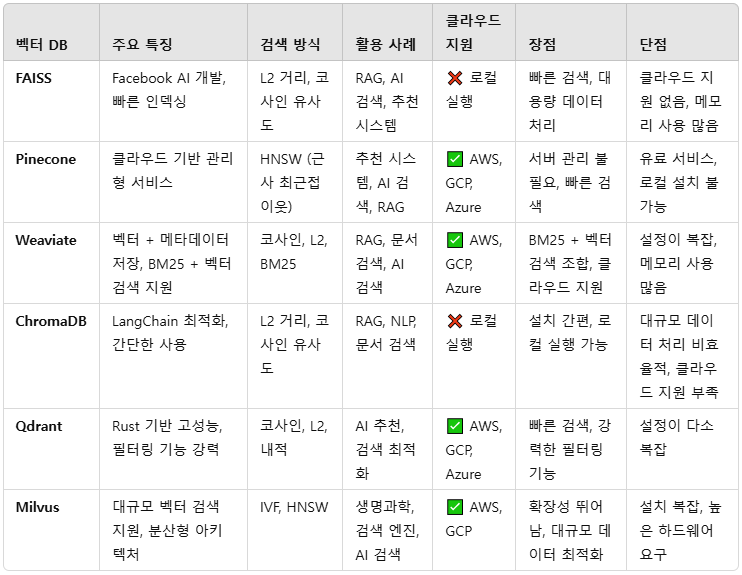 벡터 DB 주요 특징 검색 방식 활용 사례 클라우드 지원 장점 단점
FAISS
Facebook AI 개발,
빠른 인덱싱
L2 거리, 코
사인 유사
도
RAG, AI
검색, 추천
시스템
❌ 로컬
실행
빠른 검색, 대
용량 데이터
처리
클라우드 지
원 없음, 메모
리 사용 많음
Pinecone
클라우드 기반 관리
형 서비스
HNSW (근
사 최근접
이웃)
추천 시스
템, AI 검
색, RAG
✅ AWS,
GCP,
Azure
서버 관리 불
필요, 빠른 검
색
유료 서비스,
로컬 설치 불
가능
Weaviate
벡터 + 메타데이터
저장, BM25 + 벡터
검색 지원
코사인, L2,
BM25
RAG, 문서
검색, AI
검색
✅ AWS,
GCP,
Azure
BM25 + 벡터
검색 조합, 클
라우드 지원
설정이 복잡,
메모리 사용
많음
ChromaDB
LangChain 최적화,
간단한 사용
L2 거리, 코
사인 유사
도
RAG, NLP,
문서 검색
❌ 로컬
실행
설치 간편, 로
컬 실행 가능
대규모 데이
터 처리 비효
율적, 클라우
드 지원 부족
Qdrant
Rust 기반 고성능,
필터링 기능 강력
코사인, L2,
내적
AI 추천,
검색 최적
화
✅ AWS,
GCP,
Azure
빠른 검색, 강
력한 필터링
기능
설정이 다소
복잡
Milvus
대규모 벡터 검색
지원, 분산형 아키
텍처
IVF, HNSW
생명과학,
검색 엔진,
AI 검색
✅ AWS,
GCP
확장성 뛰어
남, 대규모 데
이터 최적화
설치 복잡, 높
은 하드웨어
요구